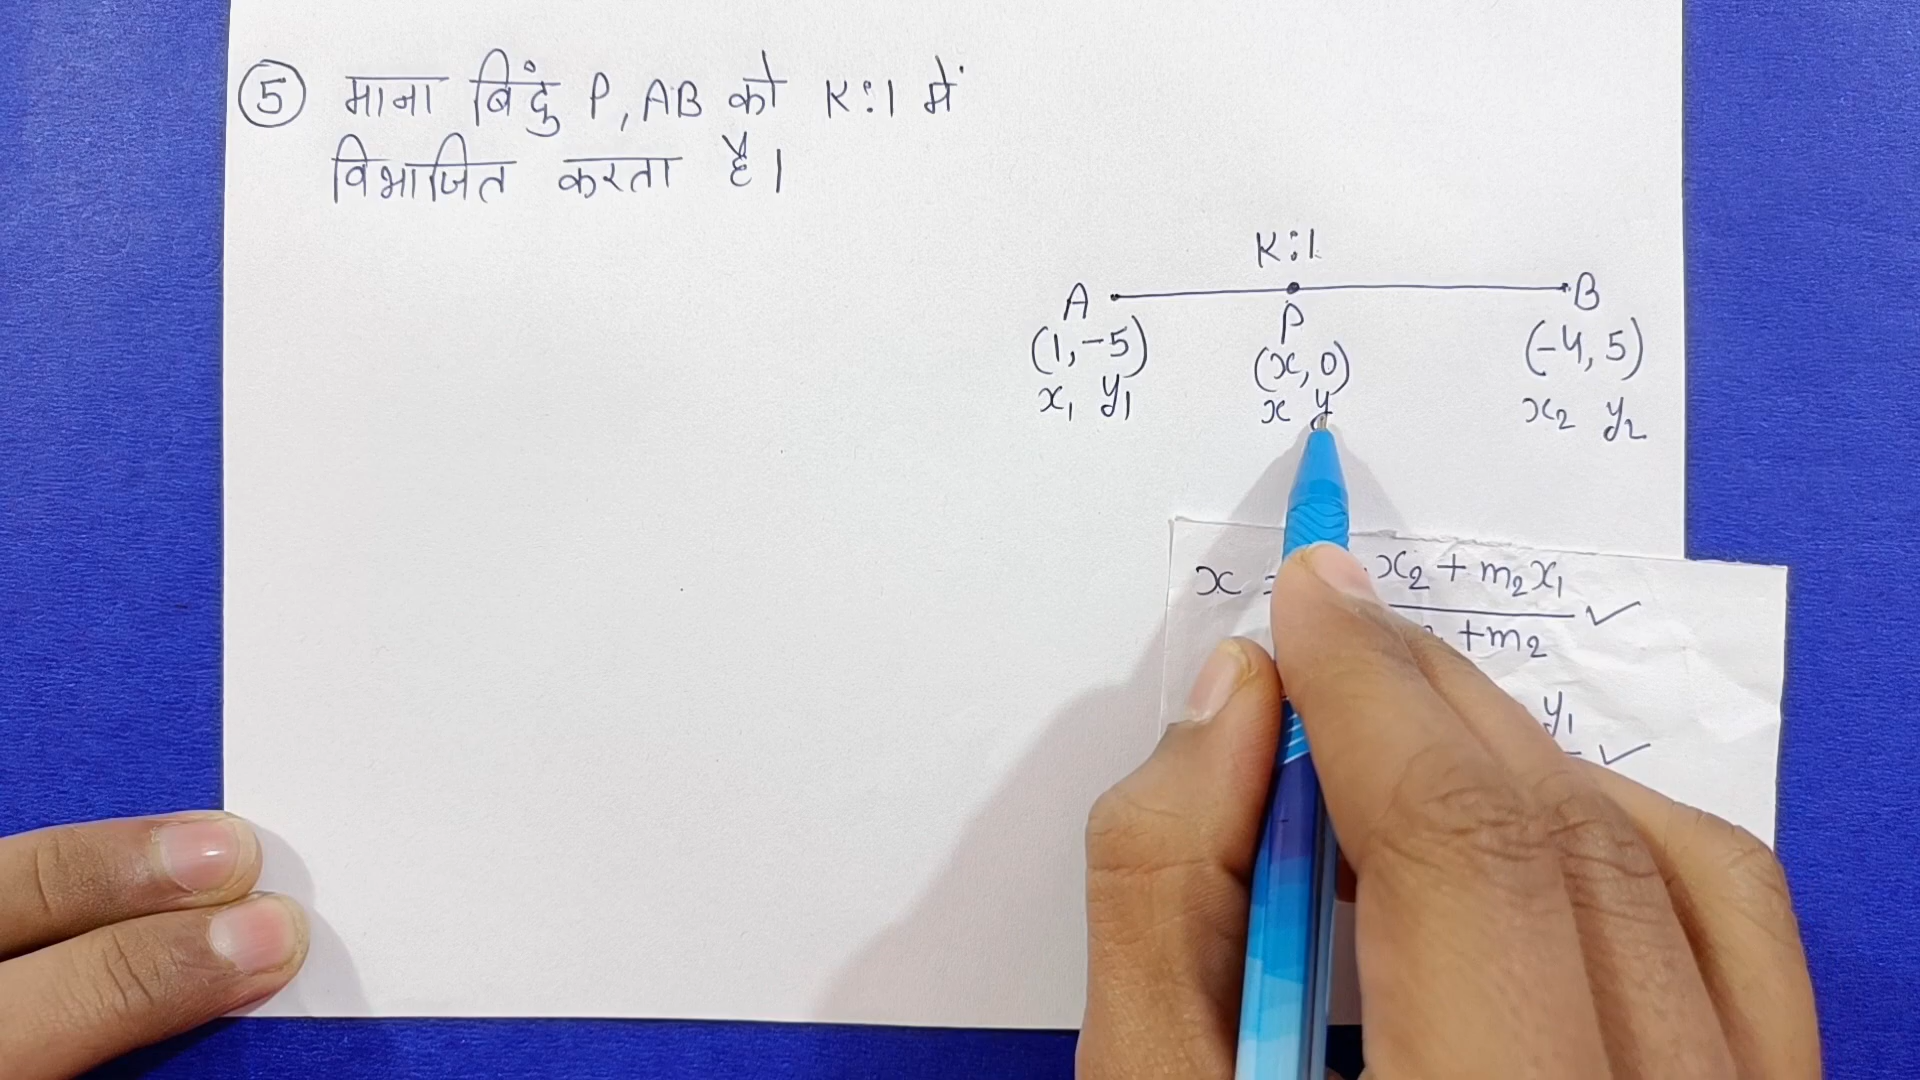 ⑤ माना बिंदु P, AB को K:1 में
विभाजित करता है।
K:1
A B
P
(1,-5) (x,0) (-4,5)
x₁ y₁ x y x₂ y₂
x = x₂ + m₂x₁ ✓
+m₂
y₁ ✓